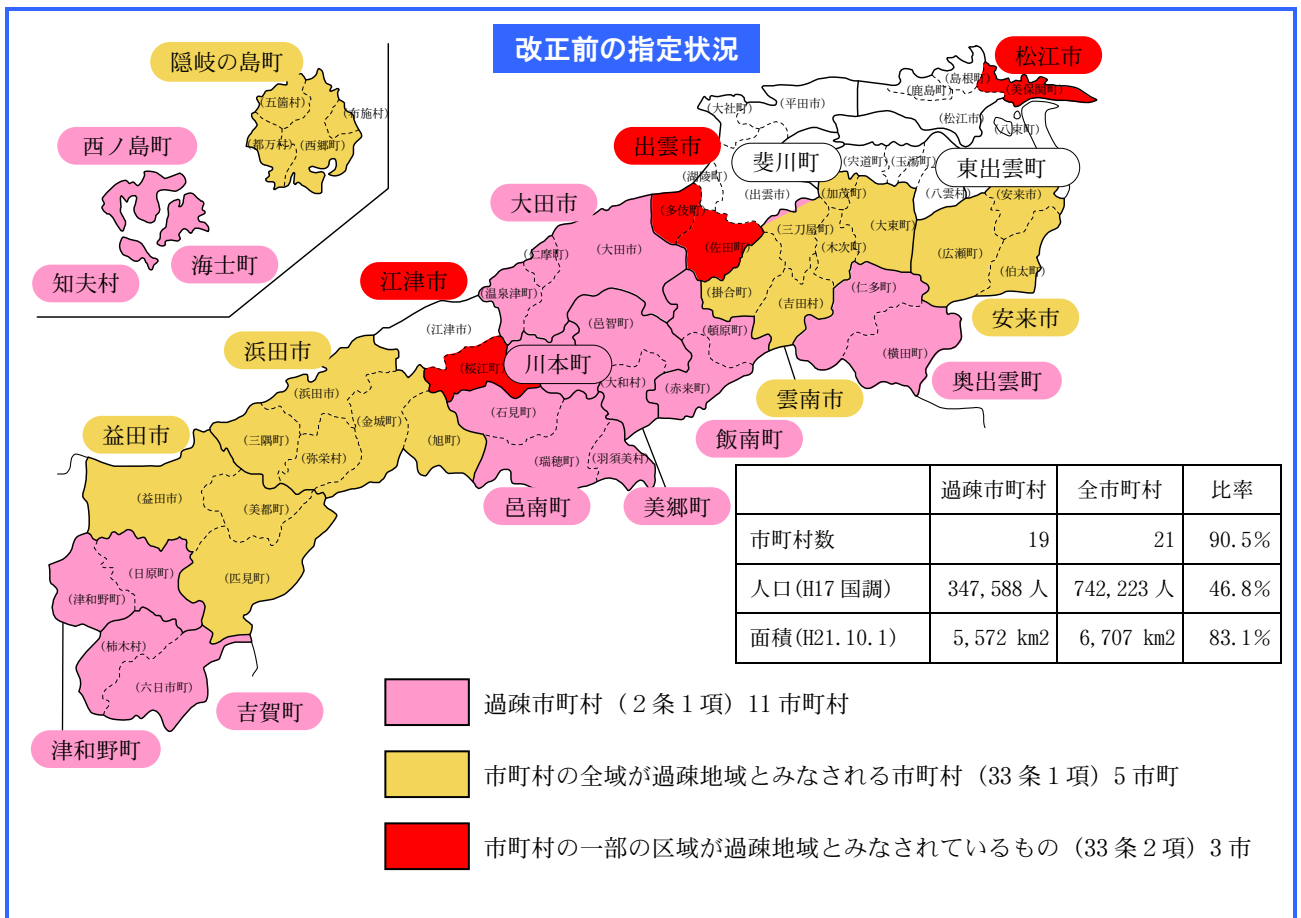 改正前の指定状況
隠岐の島町
(五箇村)
(布施村)
(都万村)
(西郷町)
西ノ島町
海士町
知夫村
松江市
(島根町)
(鹿島町)
(美保関町)
(松江市)
(八束町)
(大社町)
(平田市)
出雲市
斐川町
(宍道町)
(玉湯町)
東出雲町
(八雲村)
(湖陵町)
(出雲市)
(多伎町)
(佐田町)
(加茂町)
(三刀屋町)
(大東町)
(木次町)
(掛合町)
(吉田村)
(安来市)
(広瀬町)
(伯太町)
安来市
(仁多町)
(横田町)
奥出雲町
雲南市
大田市
(大田市)
(仁摩町)
(温泉津町)
(邑智町)
(頓原町)
(大和村)
(赤来町)
飯南町
江津市
(江津市)
(桜江町)
川本町
(石見町)
(瑞穂町)
(羽須美村)
邑南町
美郷町
浜田市
(浜田市)
(金城町)
(三隅町)
(弥栄村)
(旭町)
益田市
(益田市)
(美都町)
(匹見町)
(日原町)
(津和野町)
(柿木村)
(六日市町)
吉賀町
津和野町
過疎市町村 全市町村 比率
市町村数 19 21 90.5%
人口(H17 国調) 347,588 人 742,223 人 46.8%
面積(H21.10.1) 5,572 km2 6,707 km2 83.1%
過疎市町村（２条１項）11 市町村
市町村の全域が過疎地域とみなされる市町村（33 条１項）５市町
市町村の一部の区域が過疎地域とみなされているもの（33 条２項）３市